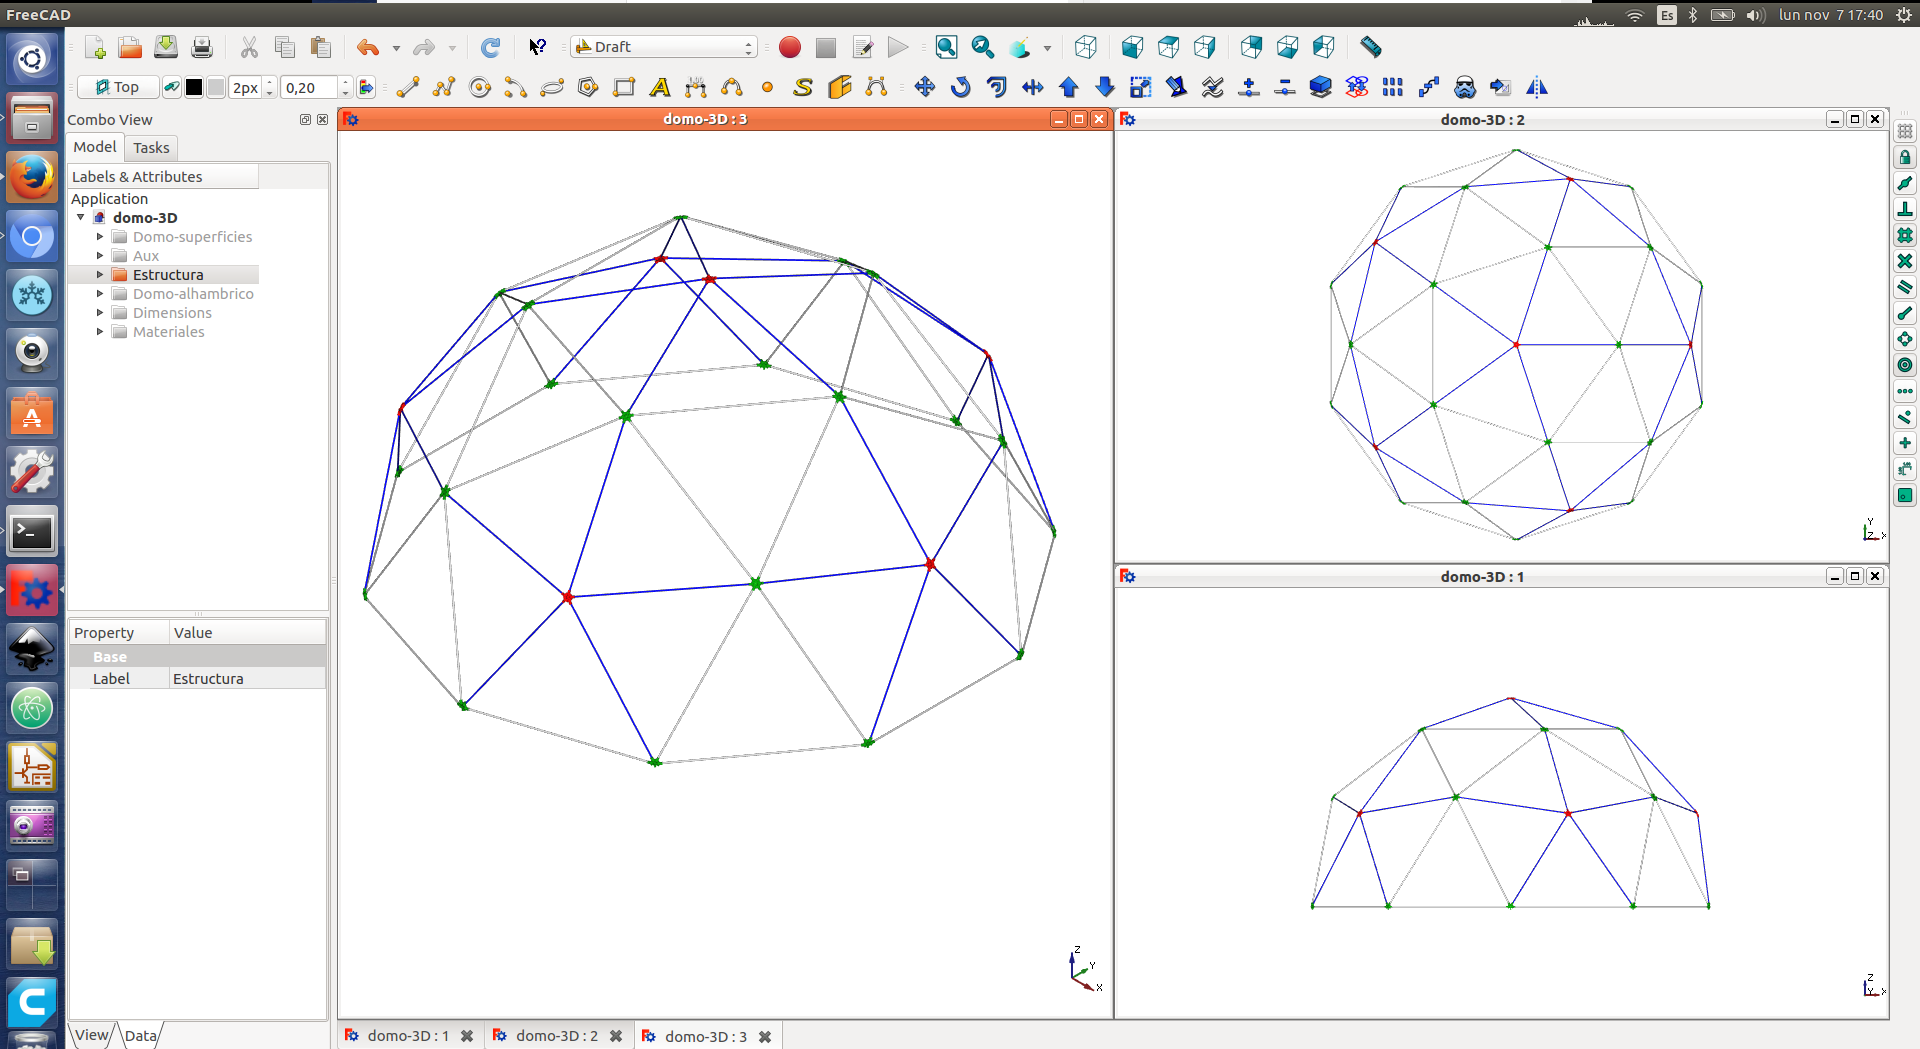 FreeCAD
Es
lun nov 7 17:40
Draft
Top
2px
0,20
A
S
Combo View
Model
Tasks
Labels & Attributes
Application
domo-3D
Domo-superficies
Aux
Estructura
Domo-alhambrico
Dimensions
Materiales
Property
Value
Base
Label
Estructura
View
Data
domo-3D : 3
Z
Y
X
domo-3D : 2
Y
Z
X
domo-3D : 1
Z
Y
X
domo-3D : 1
domo-3D : 2
domo-3D : 3